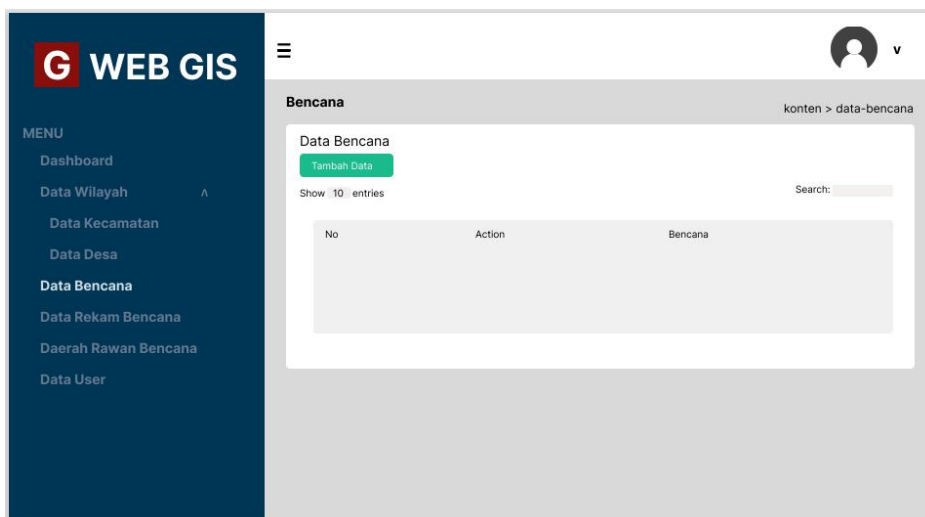 G WEB GIS
MENU
Dashboard
Data Wilayah ʌ
Data Kecamatan
Data Desa
Data Bencana
Data Rekam Bencana
Daerah Rawan Bencana
Data User
v
Bencana
konten > data-bencana
Data Bencana
Tambah Data
Show 10 entries
Search:
No Action Bencana